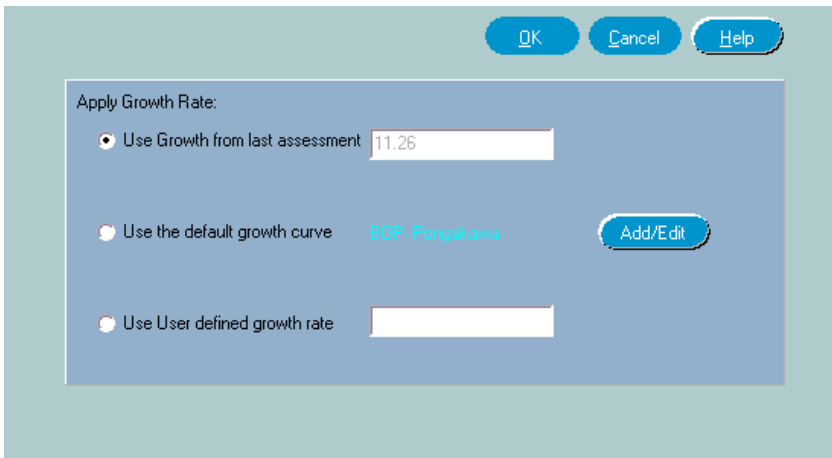 OK Cancel Help
Apply Growth Rate:
Use Growth from last assessment 11.26
Use the default growth curve BOP- Pongakawa Add/Edit
Use User defined growth rate